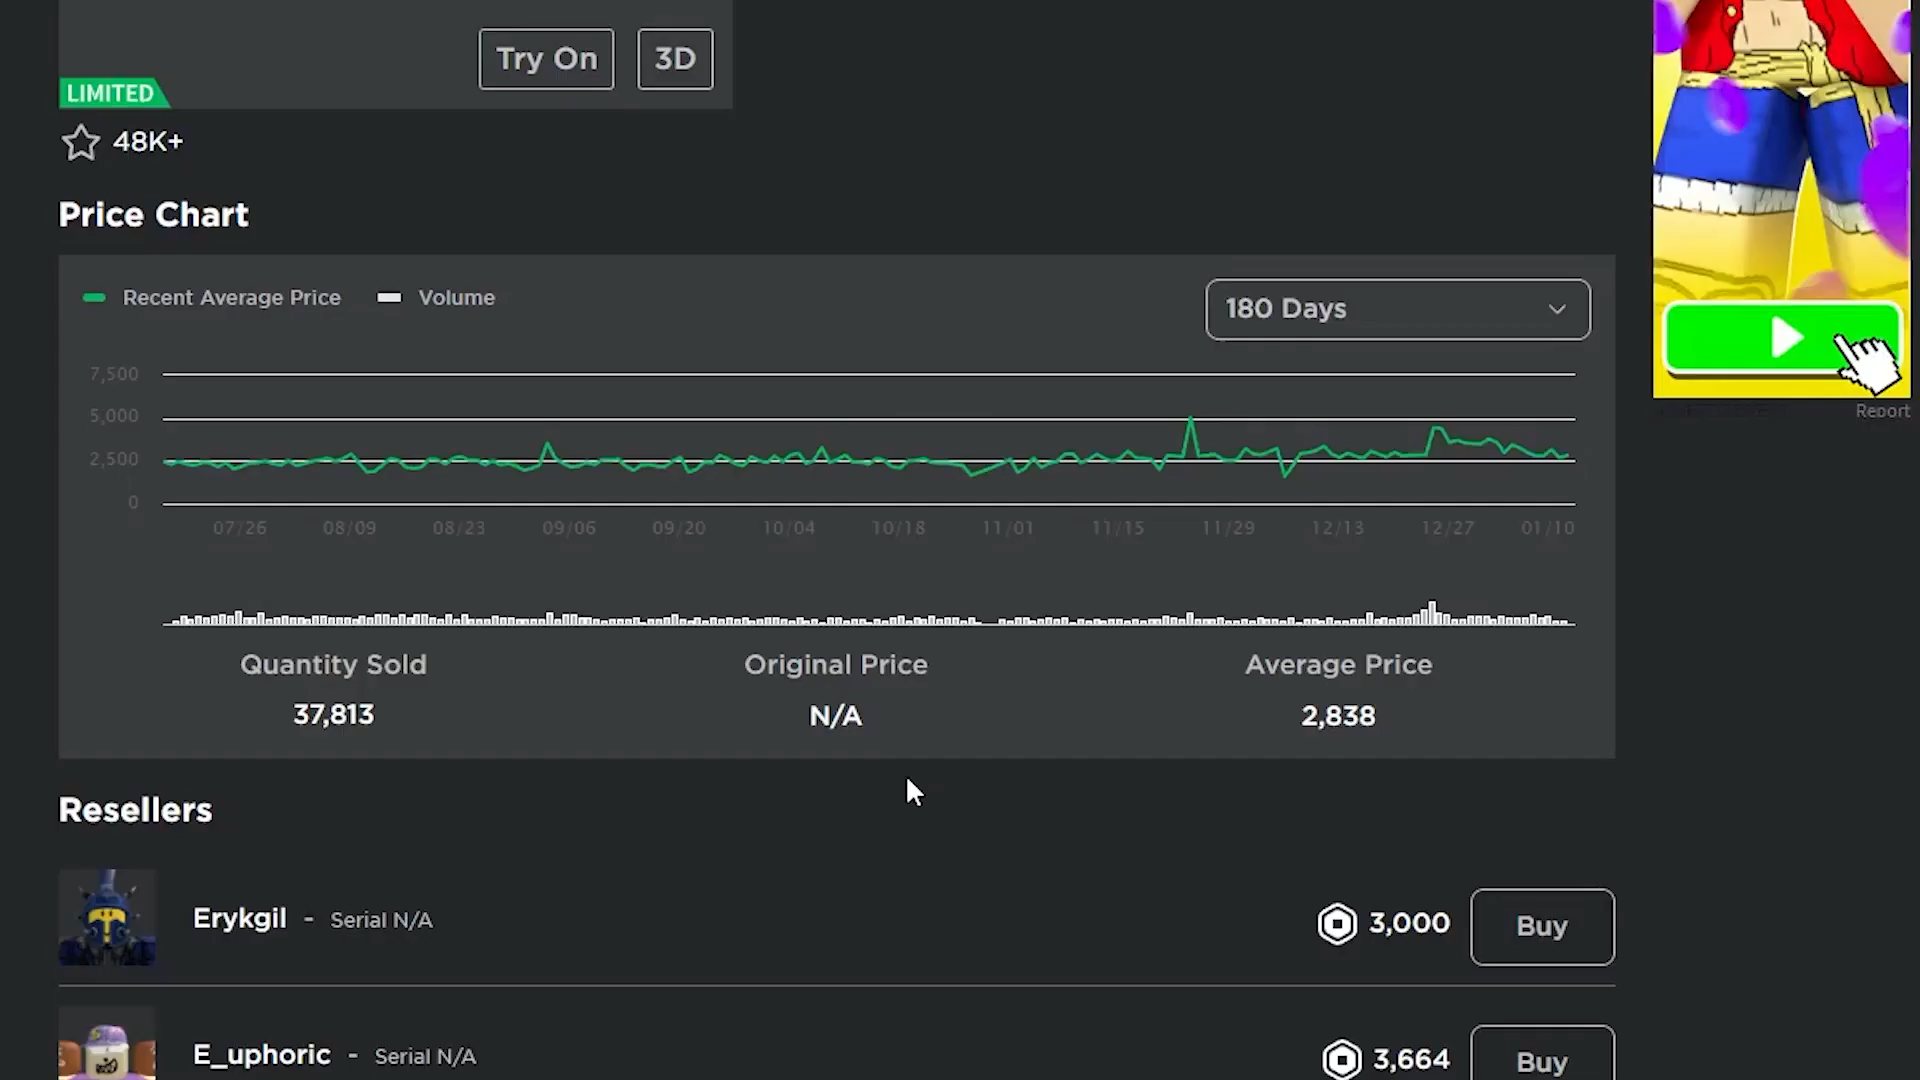 Try On
3D
LIMITED
48K+
Price Chart
Recent Average Price
Volume
180 Days
7,500
5,000
2,500
0
07/26 08/09 08/23 09/06 09/20 10/04 10/18 11/01 11/15 11/29 12/13 12/27 01/10
Quantity Sold
Original Price
Average Price
37,813
N/A
2,838
Report
Resellers
Erykgil - Serial N/A
3,000
Buy
E_uphoric - Serial N/A
3,664
Buy